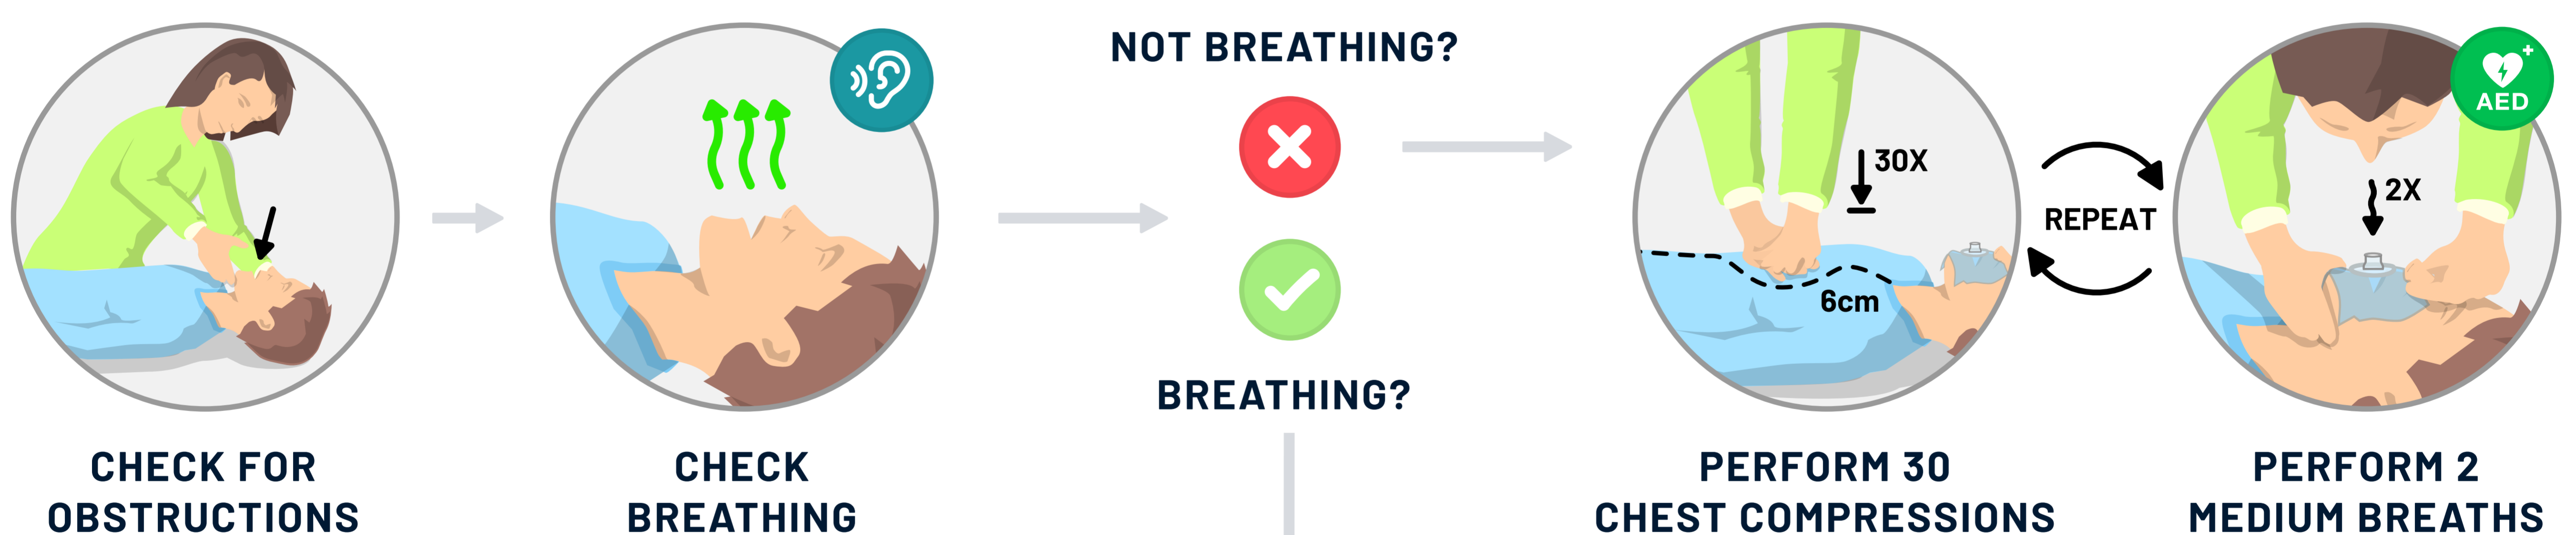 CHECK FOR
OBSTRUCTIONS
CHECK
BREATHING
NOT BREATHING?
BREATHING?
30X
6cm
PERFORM 30
CHEST COMPRESSIONS
REPEAT
AED
2X
PERFORM 2
MEDIUM BREATHS